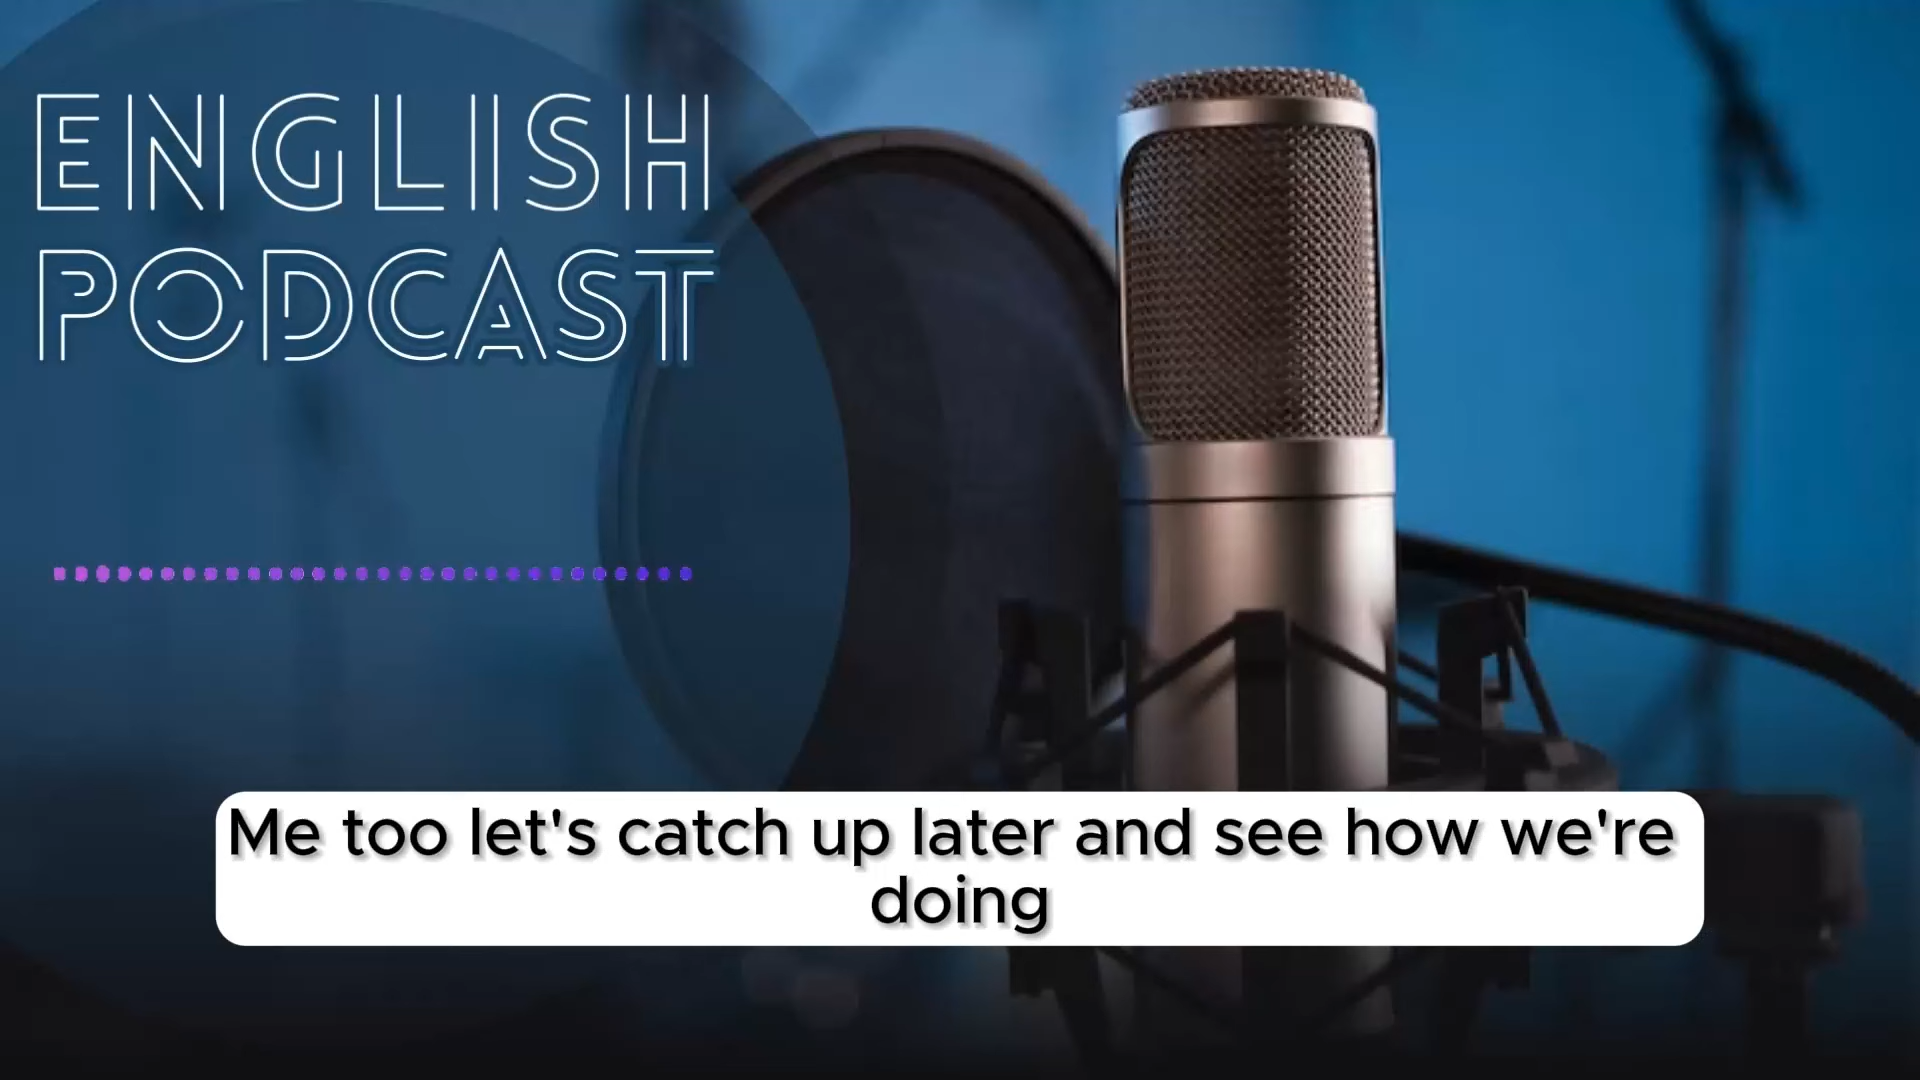 ENGLISH
PODCAST
Me too let's catch up later and see how we're
doing